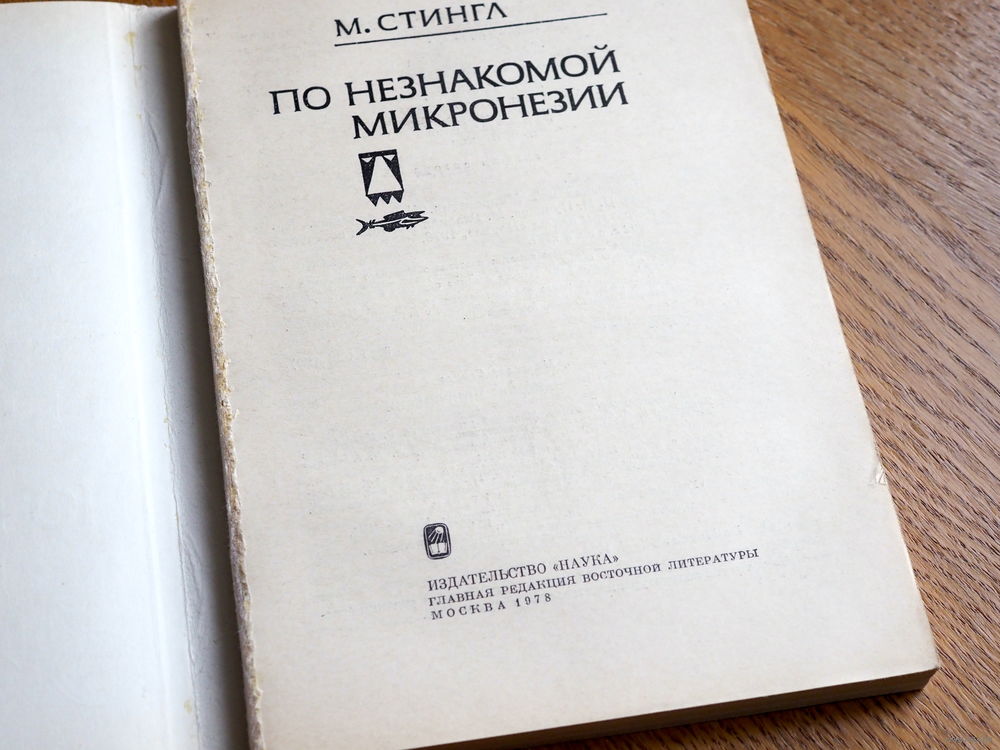 М. СТИНГЛ
ПО НЕЗНАКОМОЙ
МИКРОНЕЗИИ
ИЗДАТЕЛЬСТВО «НАУКА»
ГЛАВНАЯ РЕДАКЦИЯ ВОСТОЧНОЙ ЛИТЕРАТУРЫ
МОСКВА 1978